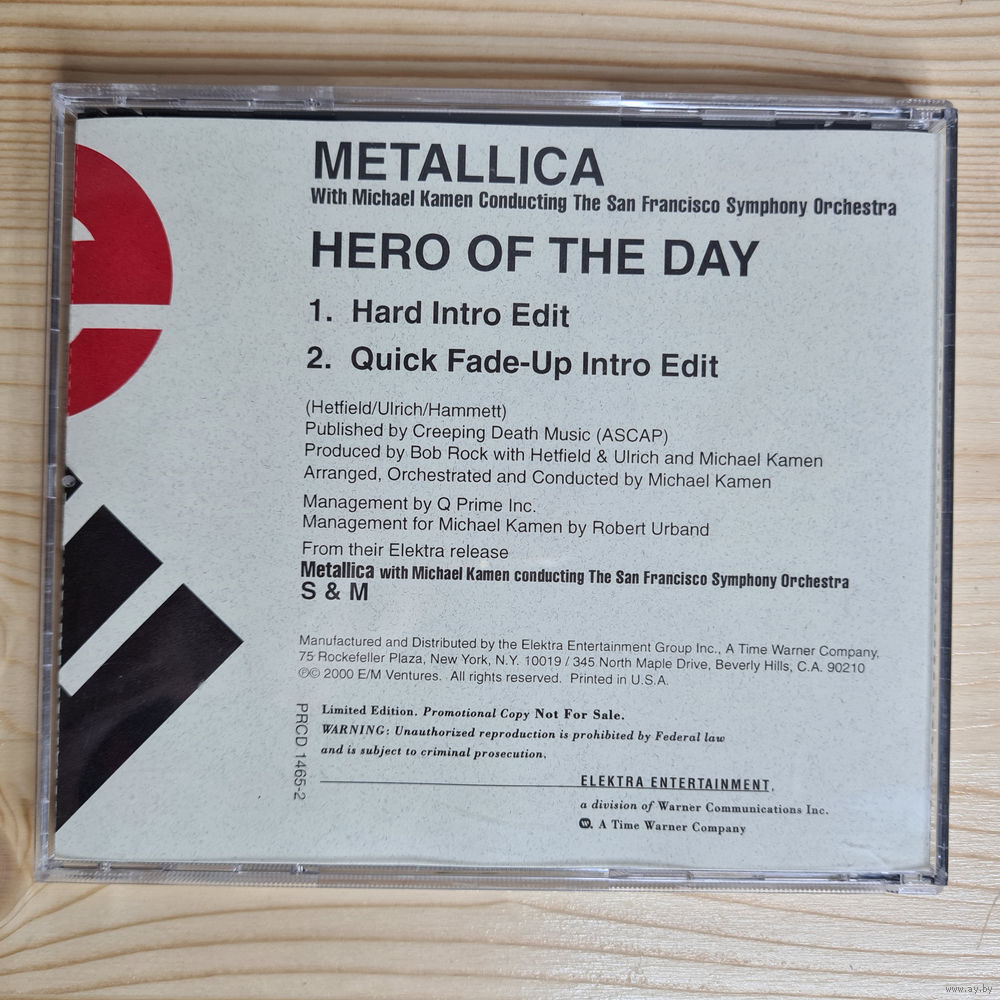 METALLICA
With Michael Kamen Conducting The San Francisco Symphony Orchestra
HERO OF THE DAY
1. Hard Intro Edit
2. Quick Fade-Up Intro Edit
(Hetfield/Ulrich/Hammett)
Published by Creeping Death Music (ASCAP)
Produced by Bob Rock with Hetfield & Ulrich and Michael Kamen
Arranged, Orchestrated and Conducted by Michael Kamen
Management by Q Prime Inc.
Management for Michael Kamen by Robert Urband
From their Elektra release
Metallica with Michael Kamen conducting The San Francisco Symphony Orchestra
S & M
Manufactured and Distributed by the Elektra Entertainment Group Inc., A Time Warner Company,
75 Rockefeller Plaza, New York, N.Y. 10019 / 345 North Maple Drive, Beverly Hills, C.A. 90210
℗© 2000 E/M Ventures. All rights reserved. Printed in U.S.A.
PRCD 1465-2
Limited Edition. Promotional Copy Not For Sale.
WARNING: Unauthorized reproduction is prohibited by Federal law
and is subject to criminal prosecution.
ELEKTRA ENTERTAINMENT,
a division of Warner Communications Inc.
A Time Warner Company
www.ay.by